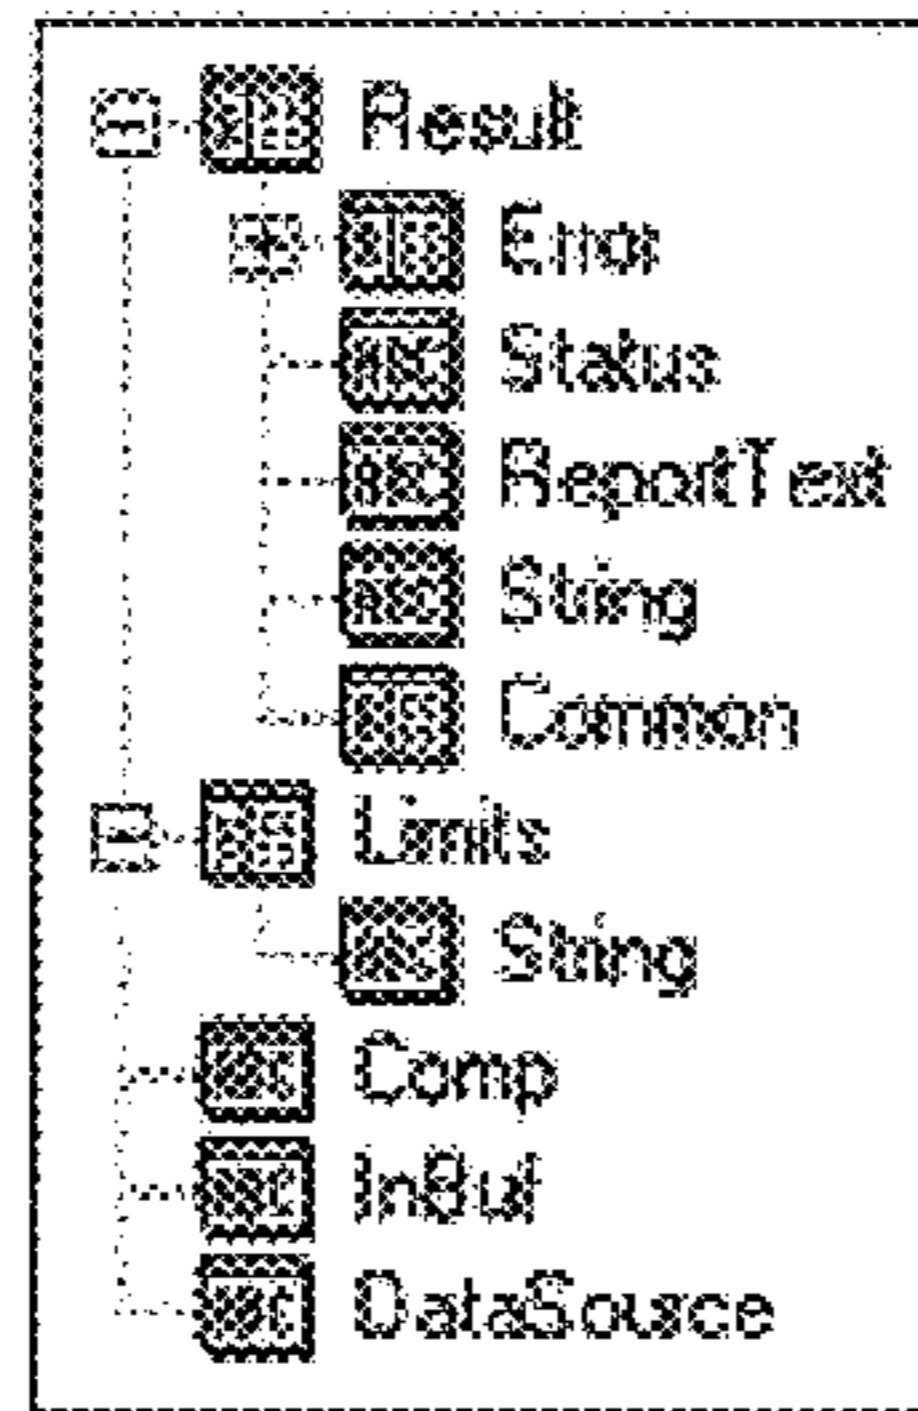 Result
Error
Status
ReportText
String
Common
Limits
String
Comp
InBuf
DataSource